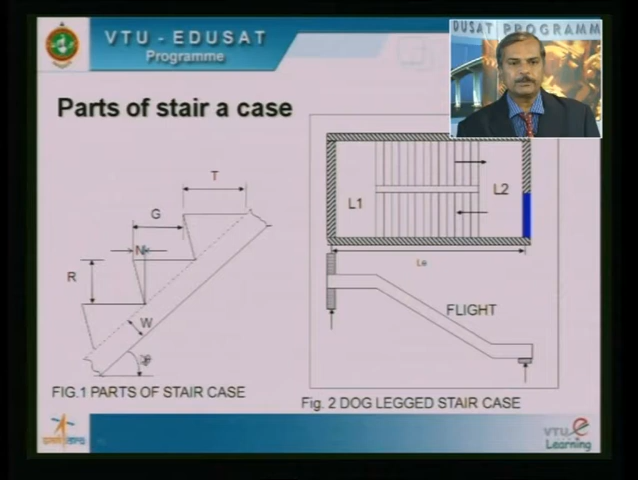 VTU - EDUSAT
Programme
DUSAT PROGRAMM
Parts of stair a case
T
G
N
R
W
L1
L2
Le
FLIGHT
FIG.1 PARTS OF STAIR CASE
Fig. 2 DOG LEGGED STAIR CASE
VTU e
Learning